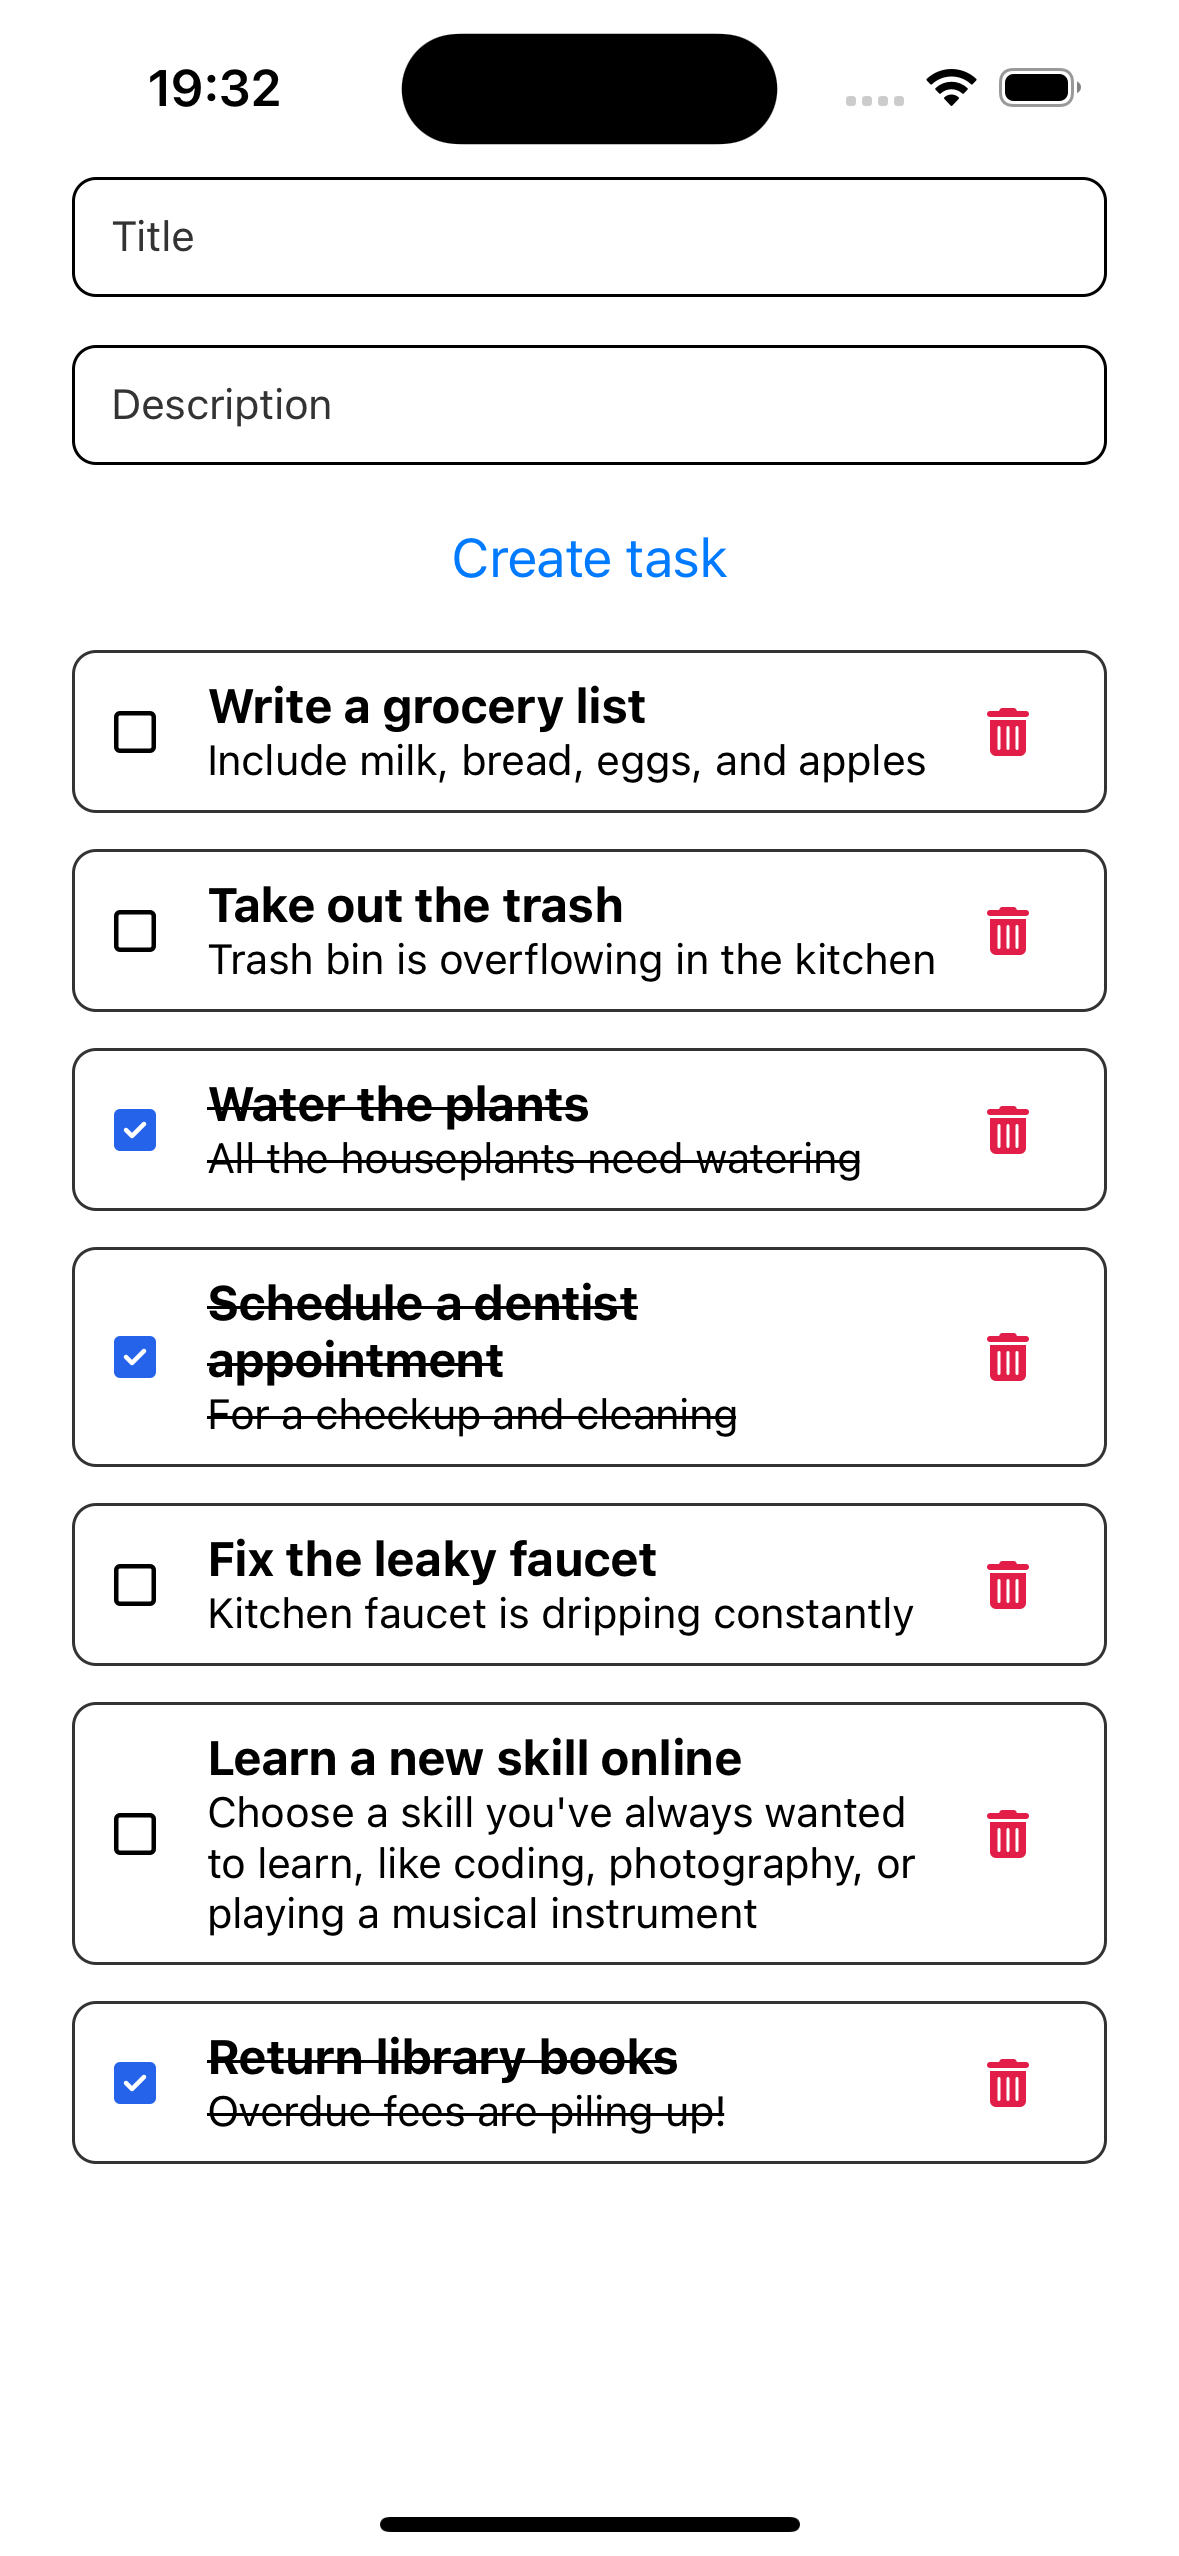 19:32
Title
Description
Create task
Write a grocery list
Include milk, bread, eggs, and apples
Take out the trash
Trash bin is overflowing in the kitchen
Water the plants
All the houseplants need watering
Schedule a dentist
appointment
For a checkup and cleaning
Fix the leaky faucet
Kitchen faucet is dripping constantly
Learn a new skill online
Choose a skill you've always wanted
to learn, like coding, photography, or
playing a musical instrument
Return library books
Overdue fees are piling up!